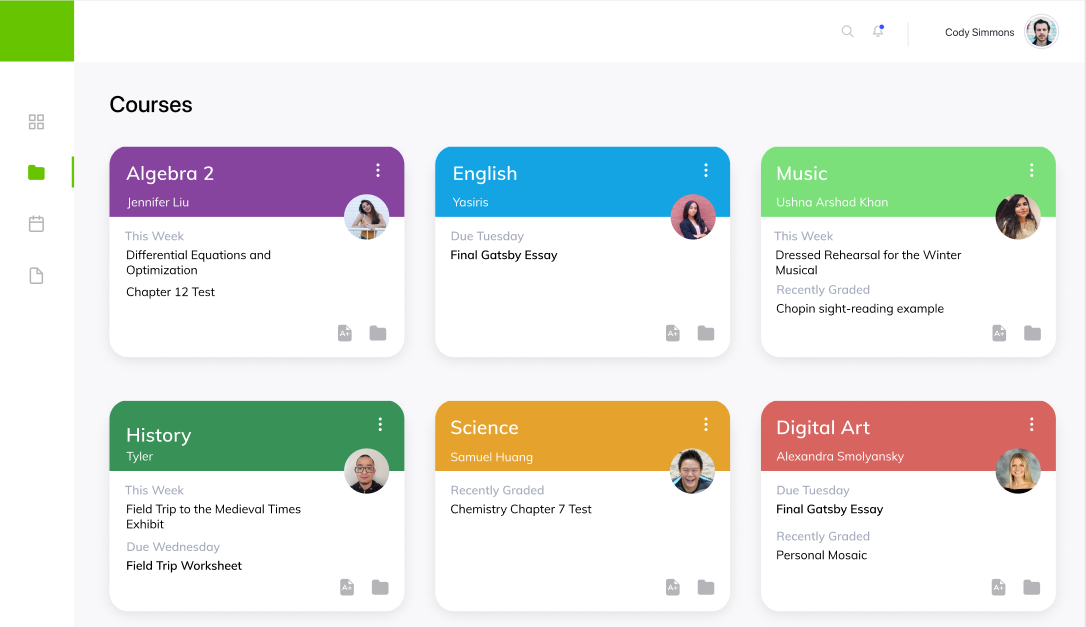 Cody Simmons
Courses
Algebra 2
Jennifer Liu
This Week
Differential Equations and
Optimization
Chapter 12 Test
A+
English
Yasiris
Due Tuesday
Final Gatsby Essay
A+
Music
Ushna Arshad Khan
This Week
Dressed Rehearsal for the Winter
Musical
Recently Graded
Chopin sight-reading example
A+
History
Tyler
This Week
Field Trip to the Medieval Times
Exhibit
Due Wednesday
Field Trip Worksheet
A+
Science
Samuel Huang
Recently Graded
Chemistry Chapter 7 Test
A+
Digital Art
Alexandra Smolyansky
Due Tuesday
Final Gatsby Essay
Recently Graded
Personal Mosaic
A+